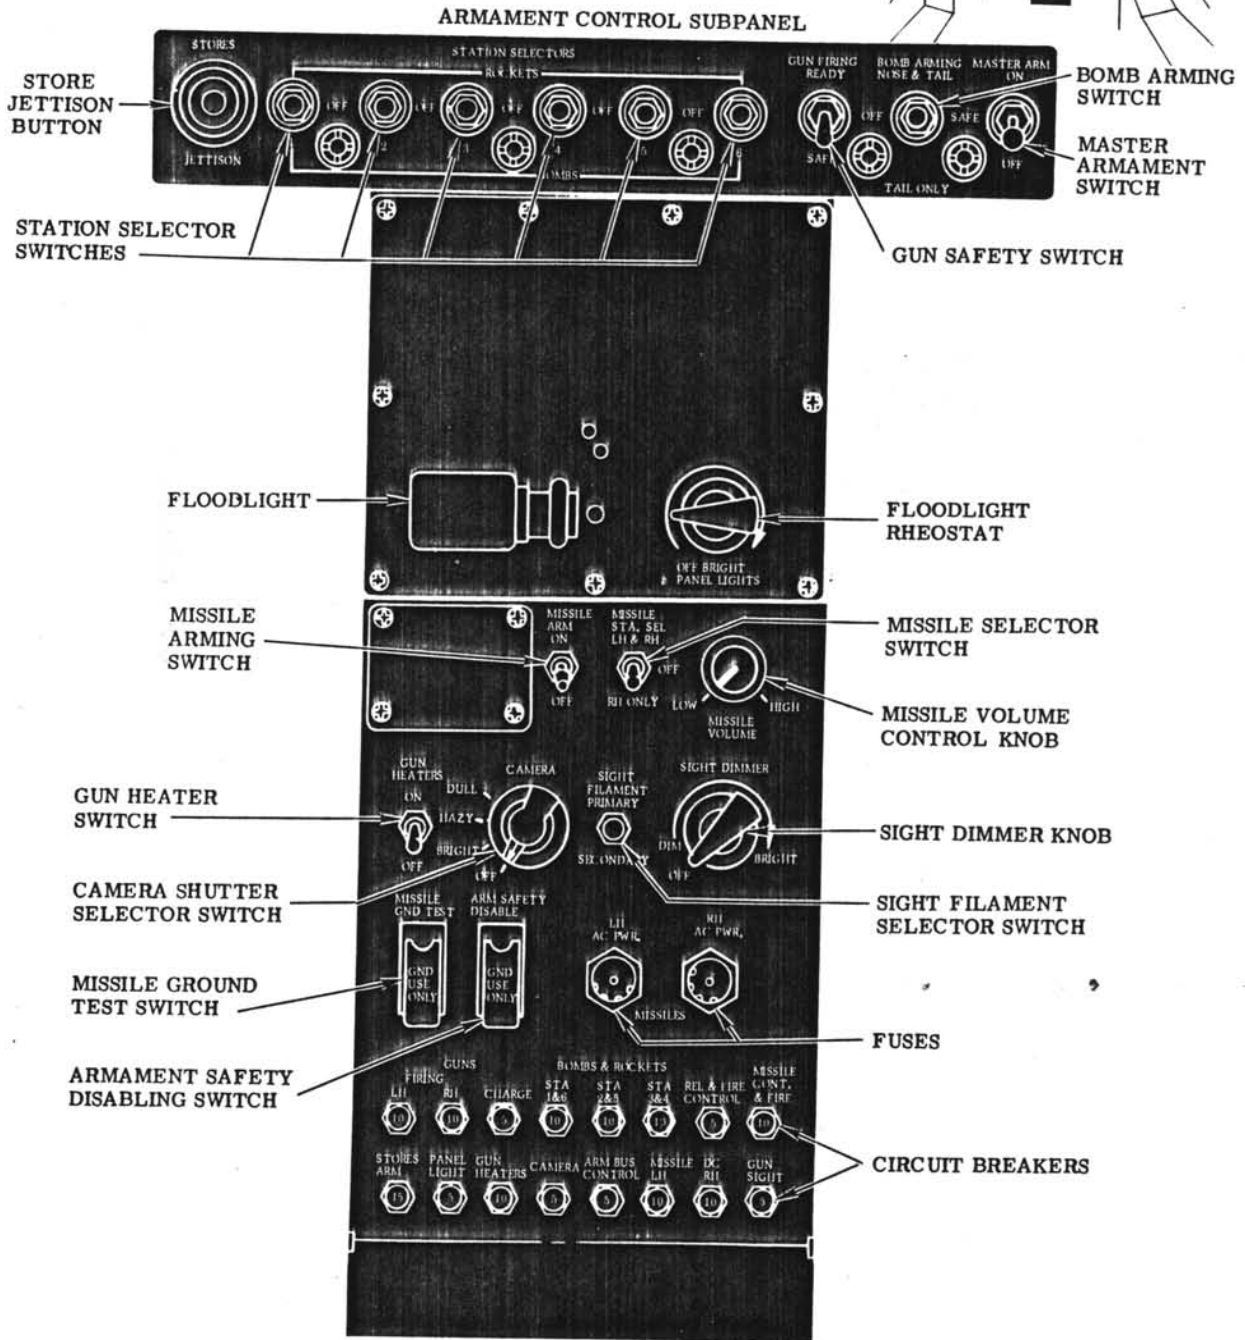 ARMAMENT CONTROL SUBPANEL
STORES
JETTISON
STATION SELECTORS
ROCKETS
OFF OFF OFF OFF OFF
2 3 4 5 6
BOMBS
GUN FIRING
READY
SAFE
BOMB ARMING
NOSE & TAIL
OFF SAFE
TAIL ONLY
MASTER ARM
ON
OFF
STORE
JETTISON
BUTTON
BOMB ARMING
SWITCH
MASTER
ARMAMENT
SWITCH
STATION SELECTOR
SWITCHES
GUN SAFETY SWITCH
FLOODLIGHT
FLOODLIGHT
RHEOSTAT
OFF BRIGHT
PANEL LIGHTS
MISSILE
ARMING
SWITCH
MISSILE
ARM
ON
OFF
MISSILE
STA. SEL
LH & RH
OFF
RH ONLY
LOW HIGH
MISSILE
VOLUME
MISSILE SELECTOR
SWITCH
MISSILE VOLUME
CONTROL KNOB
GUN HEATER
SWITCH
GUN
HEATERS
ON
OFF
CAMERA
DULL
HAZY
BRIGHT
OFF
SIGHT
FILAMENT
PRIMARY
SECONDARY
SIGHT DIMMER
DIM
OFF
BRIGHT
SIGHT DIMMER KNOB
CAMERA SHUTTER
SELECTOR SWITCH
SIGHT FILAMENT
SELECTOR SWITCH
MISSILE
GND TEST
GND
USE
ONLY
ARM SAFETY
DISABLE
GND
USE
ONLY
LH
AC PWR.
RH
AC PWR.
MISSILES
MISSILE GROUND
TEST SWITCH
FUSES
ARMAMENT SAFETY
DISABLING SWITCH
GUNS
FIRING
LH RH CHARGE
BOMBS & ROCKETS
STA
1&6
STA
2&5
STA
3&4
REL & FIRE
CONTROL
MISSILE
CONT.
& FIRE
10 10 5 10 10 10 5 10
STORES
ARM
PANEL
LIGHT
GUN
HEATERS
CAMERA
ARM BUS
CONTROL
MISSILE
LH
DC
RH
GUN
SIGHT
15 5 10 5 5 10 10 5
CIRCUIT BREAKERS